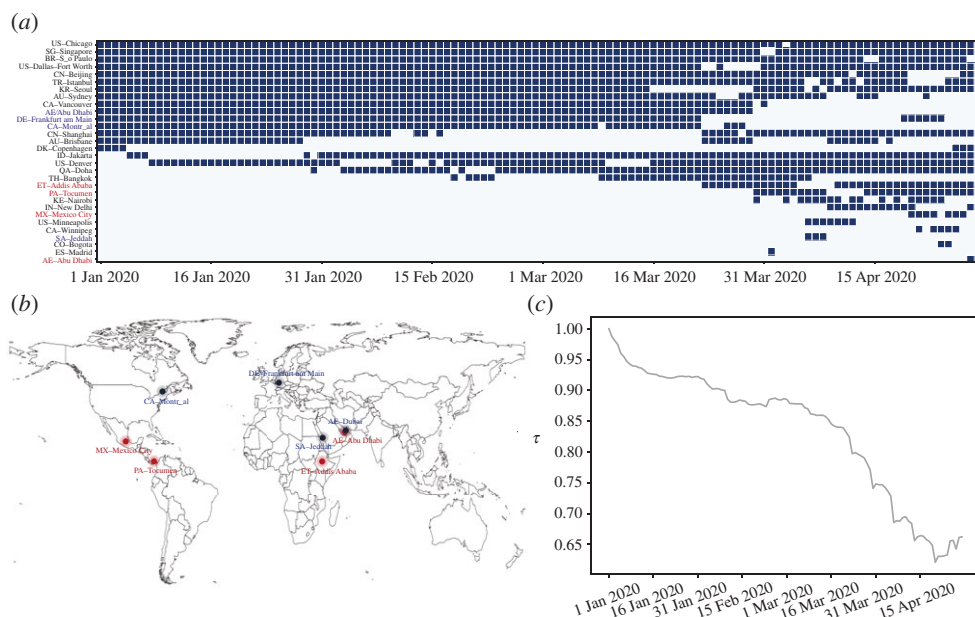 (a)
US–Chicago
SG–Singapore
BR–S_o Paulo
US–Dallas–Fort Worth
CN–Beijing
TR–Istanbul
KR–Seoul
AU–Sydney
CA–Vancouver
AE/Abu Dhabi
DE–Frankfurt am Main
CA–Montr_al
CN–Shanghai
AU–Brisbane
DK–Copenhagen
ID–Jakarta
US–Denver
QA–Doha
TH–Bangkok
ET–Addis Ababa
PA–Tocumen
KE–Nairobi
IN–New Delhi
MX–Mexico City
US–Minneapolis
CA–Winnipeg
SA–Jeddah
CO–Bogota
ES–Madrid
AE–Abu Dhabi
1 Jan 2020 16 Jan 2020 31 Jan 2020 15 Feb 2020 1 Mar 2020 16 Mar 2020 31 Mar 2020 15 Apr 2020
(b)
DE–Frankfurt am Main
CA–Montr_al
AE–Dubai
AE–Abu Dhabi
SA–Jeddah
MX–Mexico City
PA–Tocumen
ET–Addis Ababa
(c)
1.00
0.95
0.90
0.85
τ
0.80
0.75
0.70
0.65
1 Jan 2020 16 Jan 2020 31 Jan 2020 15 Feb 2020 1 Mar 2020 16 Mar 2020 31 Mar 2020 15 Apr 2020